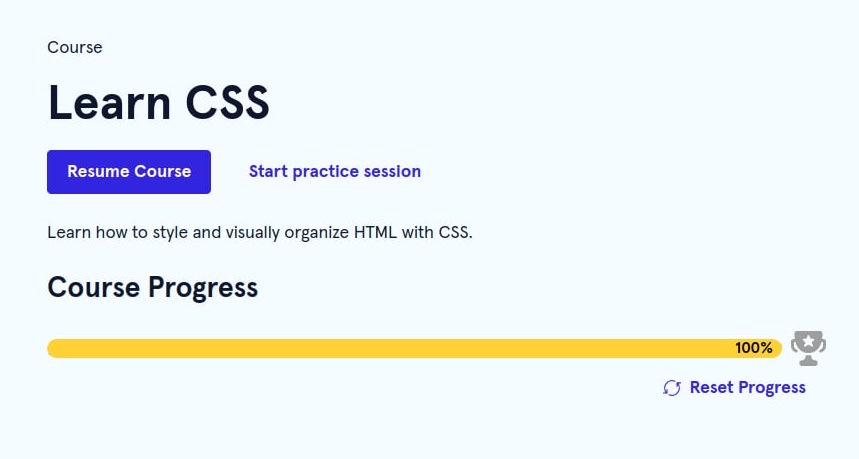 Course
Learn CSS
Resume Course Start practice session
Learn how to style and visually organize HTML with CSS.
Course Progress
100%
Reset Progress